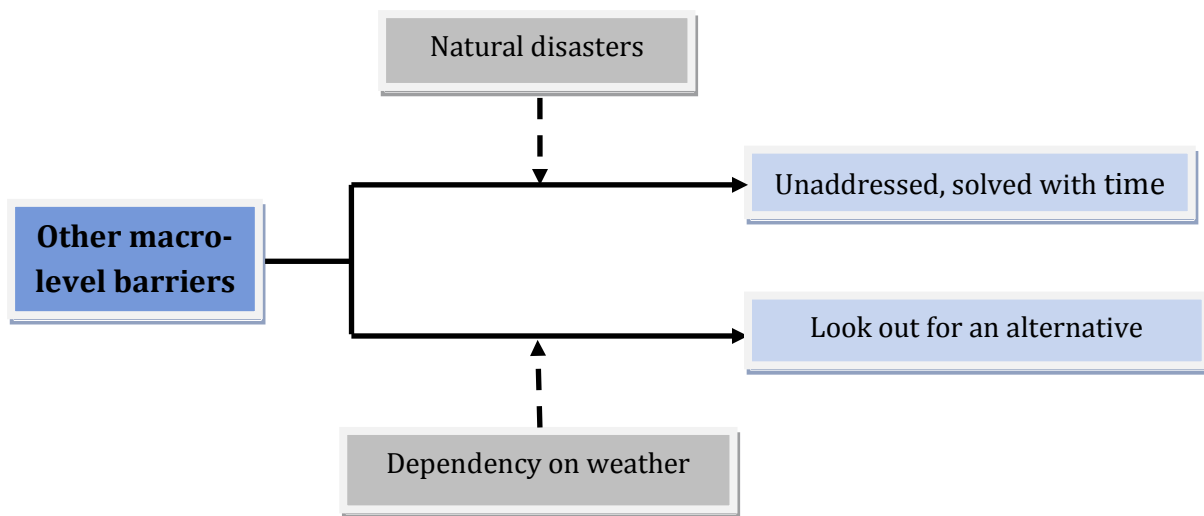 Natural disasters
Unaddressed, solved with time
Other macro-
level barriers
Look out for an alternative
Dependency on weather